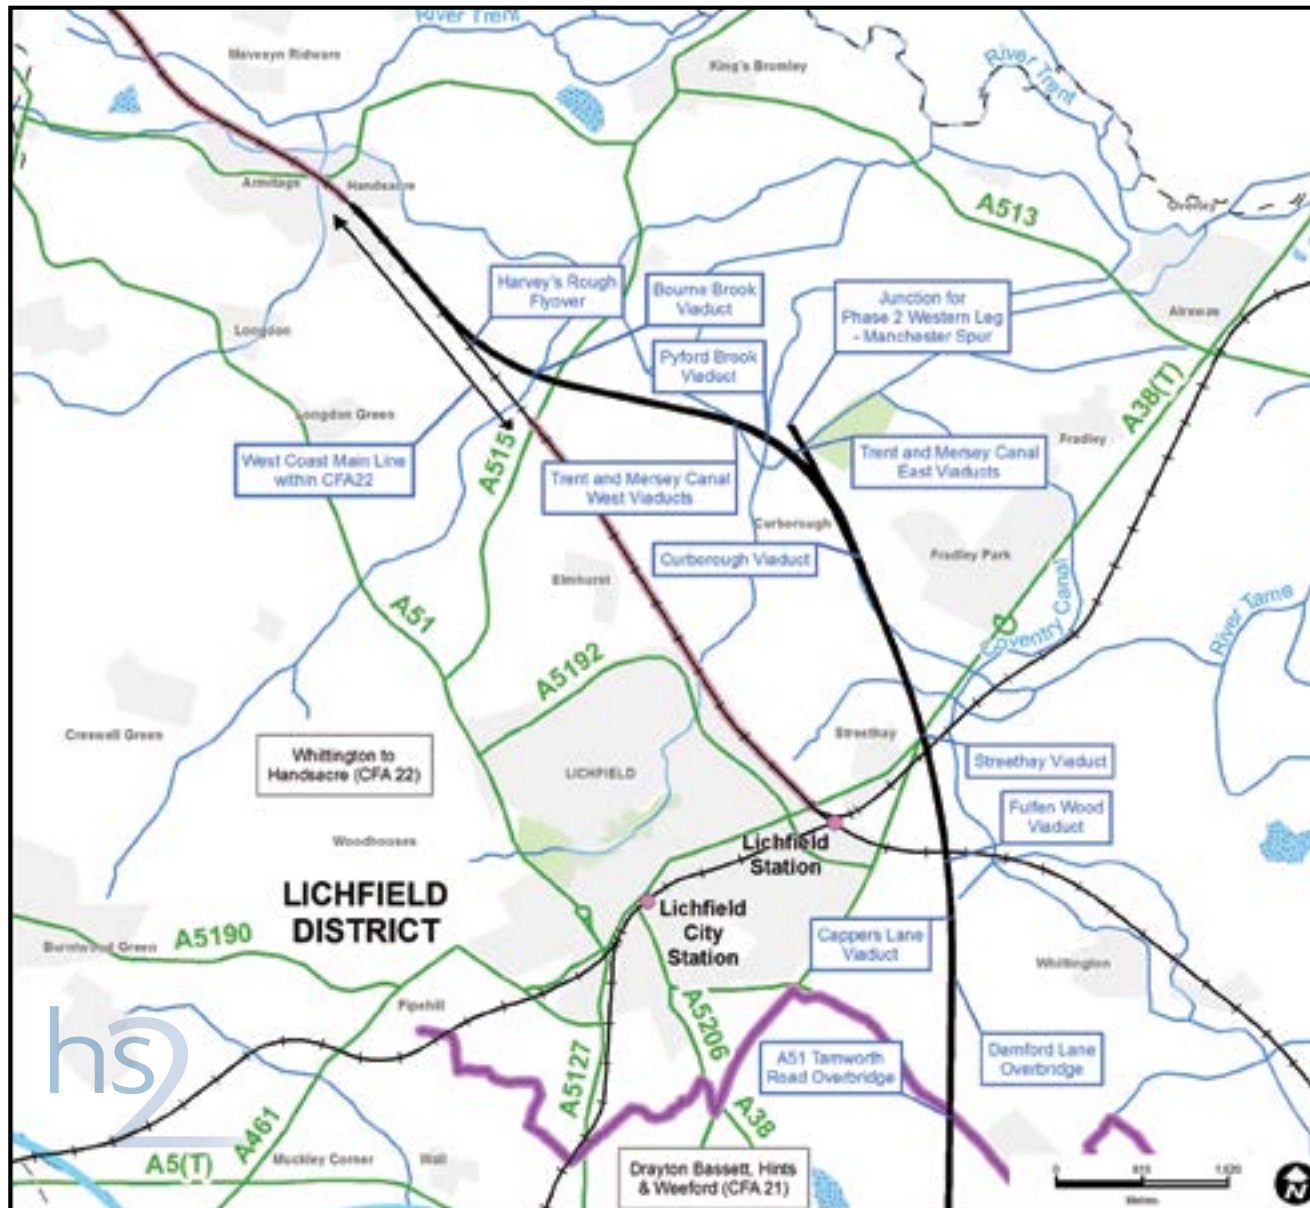 River Trent
Mavesyn Ridware
King's Bromley
River Trent
Armitage
Handsacre
A513
Harvey's Rough
Flyover
Bourne Brook
Viaduct
Junction for
Phase 2 Western Leg
- Manchester Spur
Alrewas
Longdon
Pyford Brook
Viaduct
A38(T)
Longdon Green
Fradley
West Coast Main Line
within CFA22
A515
Trent and Mersey Canal
West Viaducts
Trent and Mersey Canal
East Viaducts
Curborough
Fradley Park
Curborough Viaduct
Elmhurst
A51
Coventry Canal
River Tame
A5192
Creswell Green
Whittington to
Handsacre (CFA 22)
LICHFIELD
Streethay
Streethay Viaduct
Fulfen Wood
Viaduct
Woodhouses
Lichfield
Station
LICHFIELD
DISTRICT
Lichfield
City
Station
Cappers Lane
Viaduct
A5190
Burntwood Green
Whittington
Pipehill
A5206
hs2
A5127
A51 Tamworth
Road Overbridge
Darnford Lane
Overbridge
A461
A38
A5(T)
Muckley Corner
Wall
Drayton Bassett, Hints
& Weeford (CFA 21)
0
Metres
N